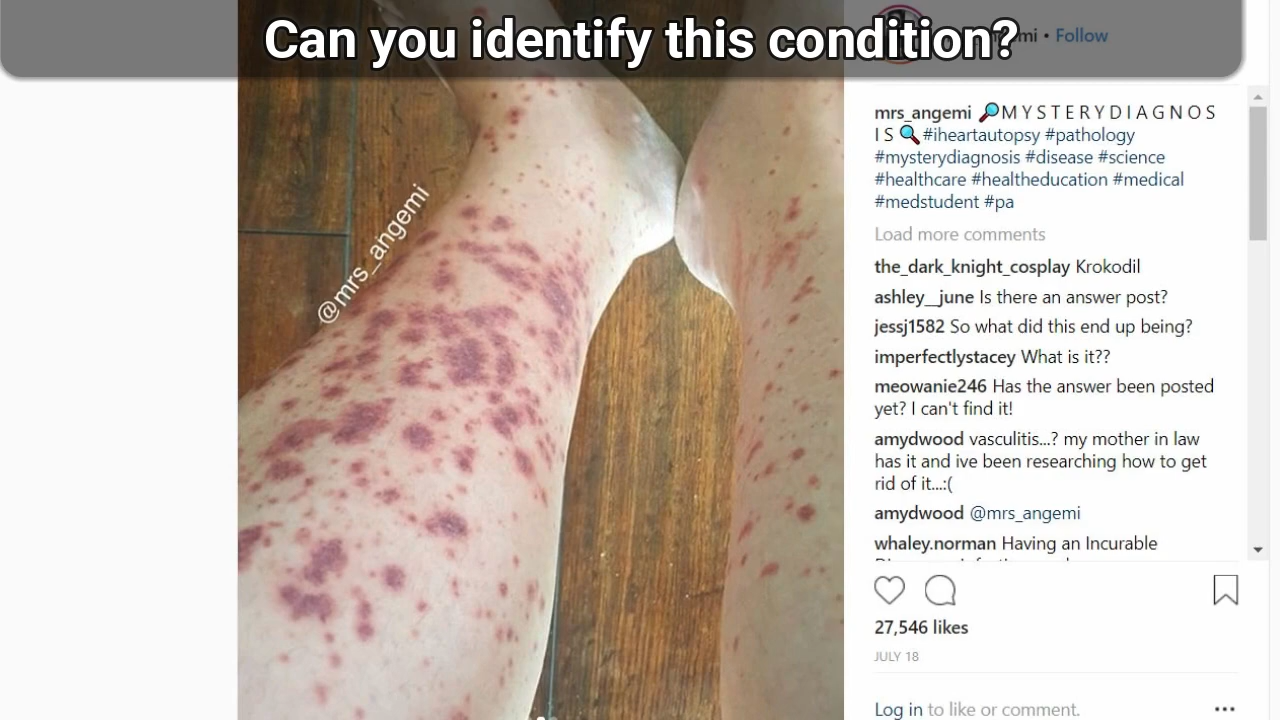 Can you identify this condition?
mi • Follow
@mrs_angemi
mrs_angemi 🔎M Y S T E R Y D I A G N O S
I S 🔍 #iheartautopsy #pathology
#mysterydiagnosis #disease #science
#healthcare #healtheducation #medical
#medstudent #pa
Load more comments
the_dark_knight_cosplay Krokodil
ashley__june Is there an answer post?
jessj1582 So what did this end up being?
imperfectlystacey What is it??
meowanie246 Has the answer been posted
yet? I can't find it!
amydwood vasculitis...? my mother in law
has it and ive been researching how to get
rid of it...:(
amydwood @mrs_angemi
whaley.norman Having an Incurable
27,546 likes
JULY 18
Log in to like or comment.